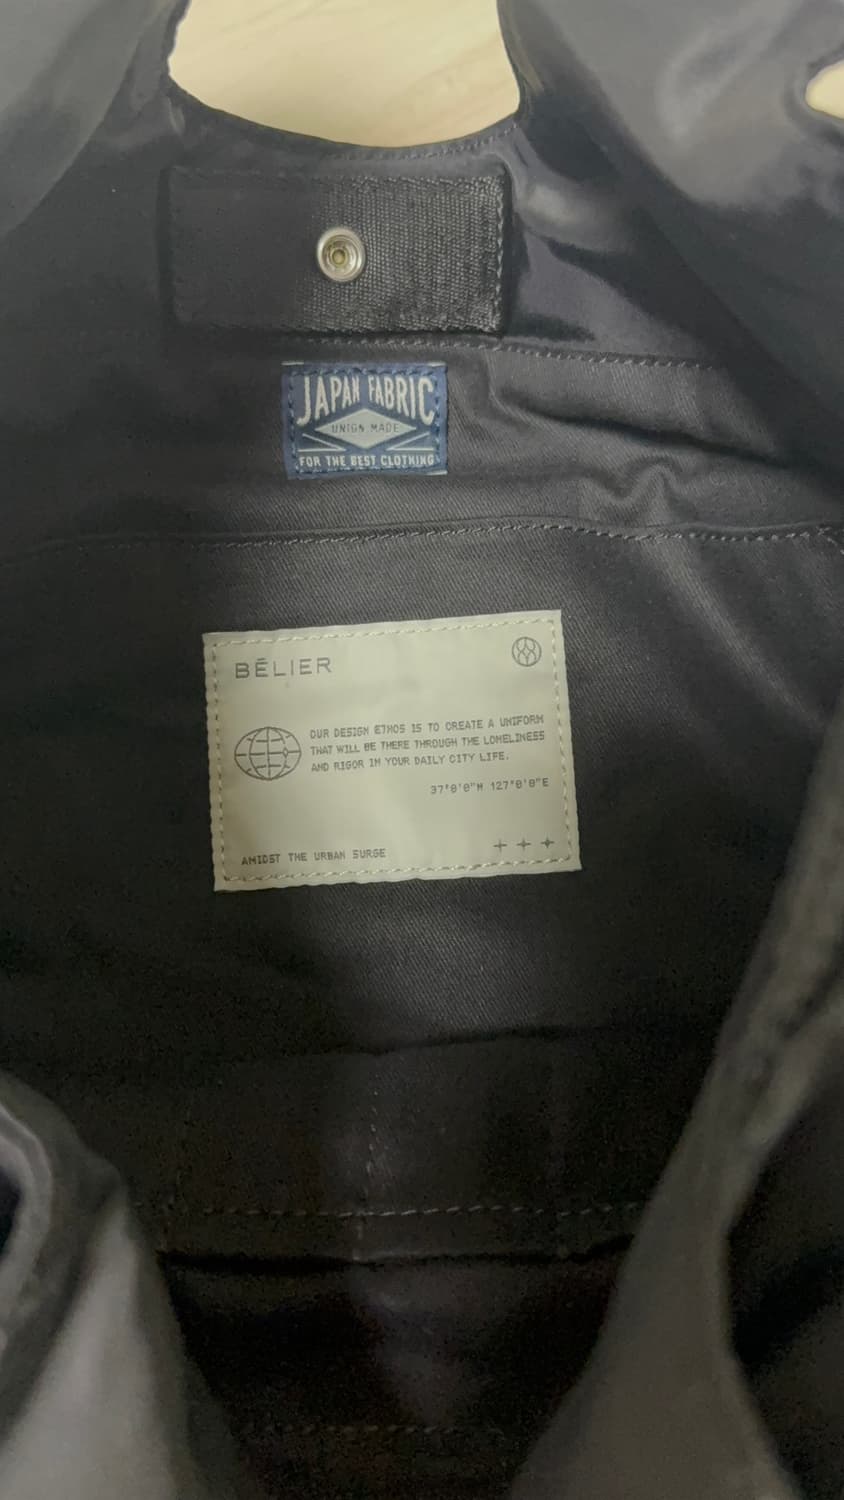 JAPAN FABRIC
UNION MADE
FOR THE BEST CLOTHING
BÉLIER
OUR DESIGN ETHOS IS TO CREATE A UNIFORM
THAT WILL BE THERE THROUGH THE LONELINESS
AND RIGOR IN YOUR DAILY CITY LIFE.
37°0'0"N 127°0'0"E
AMIDST THE URBAN SURGE